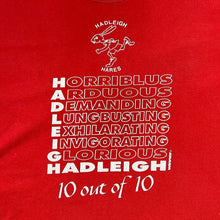 HADLEIGH
HARES
HORRIBLUS
ARDUOUS
DEMANDING
LUNGBUSTING
EXHILARATING
INVIGORATING
GLORIOUS
HADLEIGH!
10 out of 10